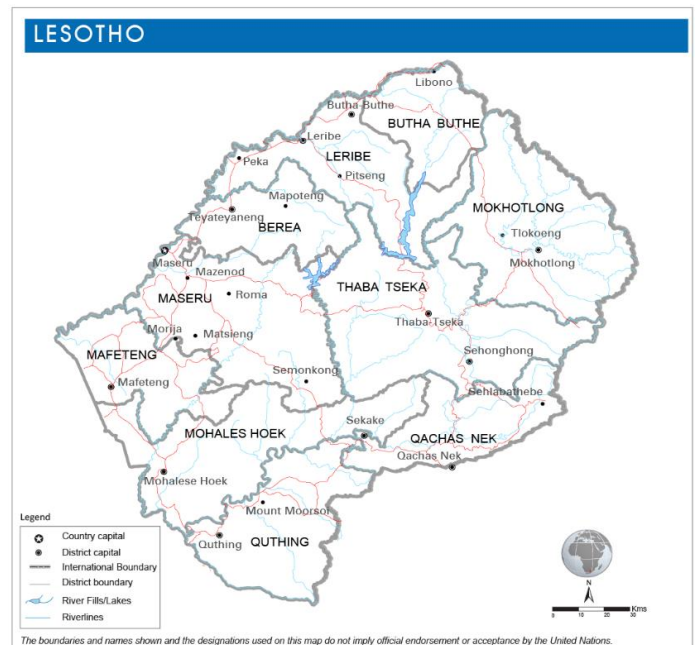 LESOTHO
Libono
Butha-Buthe
BUTHA BUTHE
Leribe
LERIBE
Peka
Pitseng
Mapoteng
MOKHOTLONG
Teyateyaneng
BEREA
Tlokoeng
Mokhotlong
Maseru
Mazenod
THABA TSEKA
MASERU
Roma
Thaba-Tseka
Morija
Matsieng
MAFETENG
Sehonghong
Semonkong
Mafeteng
Sehlabathebe
Sekake
MOHALES HOEK
QACHAS NEK
Qachas Nek
Mohalese Hoek
Mount Moorsol
Quthing
QUTHING
Legend
Country capital
District capital
International Boundary
District boundary
River Fills/Lakes
Riverlines
N
Kms
0 10 20 30
The boundaries and names shown and the designations used on this map do not imply official endorsement or acceptance by the United Nations.